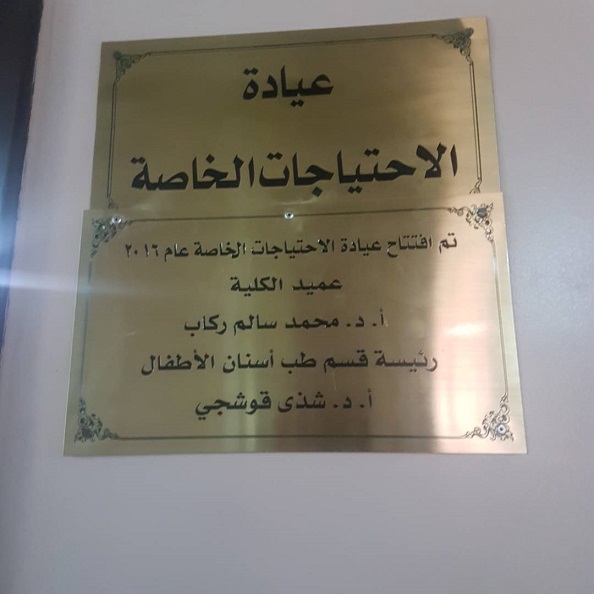 عيادة
الاحتياجات الخاصة
تم افتتاح عيادة الاحتياجات الخاصة عام ٢٠١٦
عميد الكلية
أ. د. محمد سالم ركاب
رئيسة قسم طب أسنان الأطفال
أ. د. شذى قوشجي